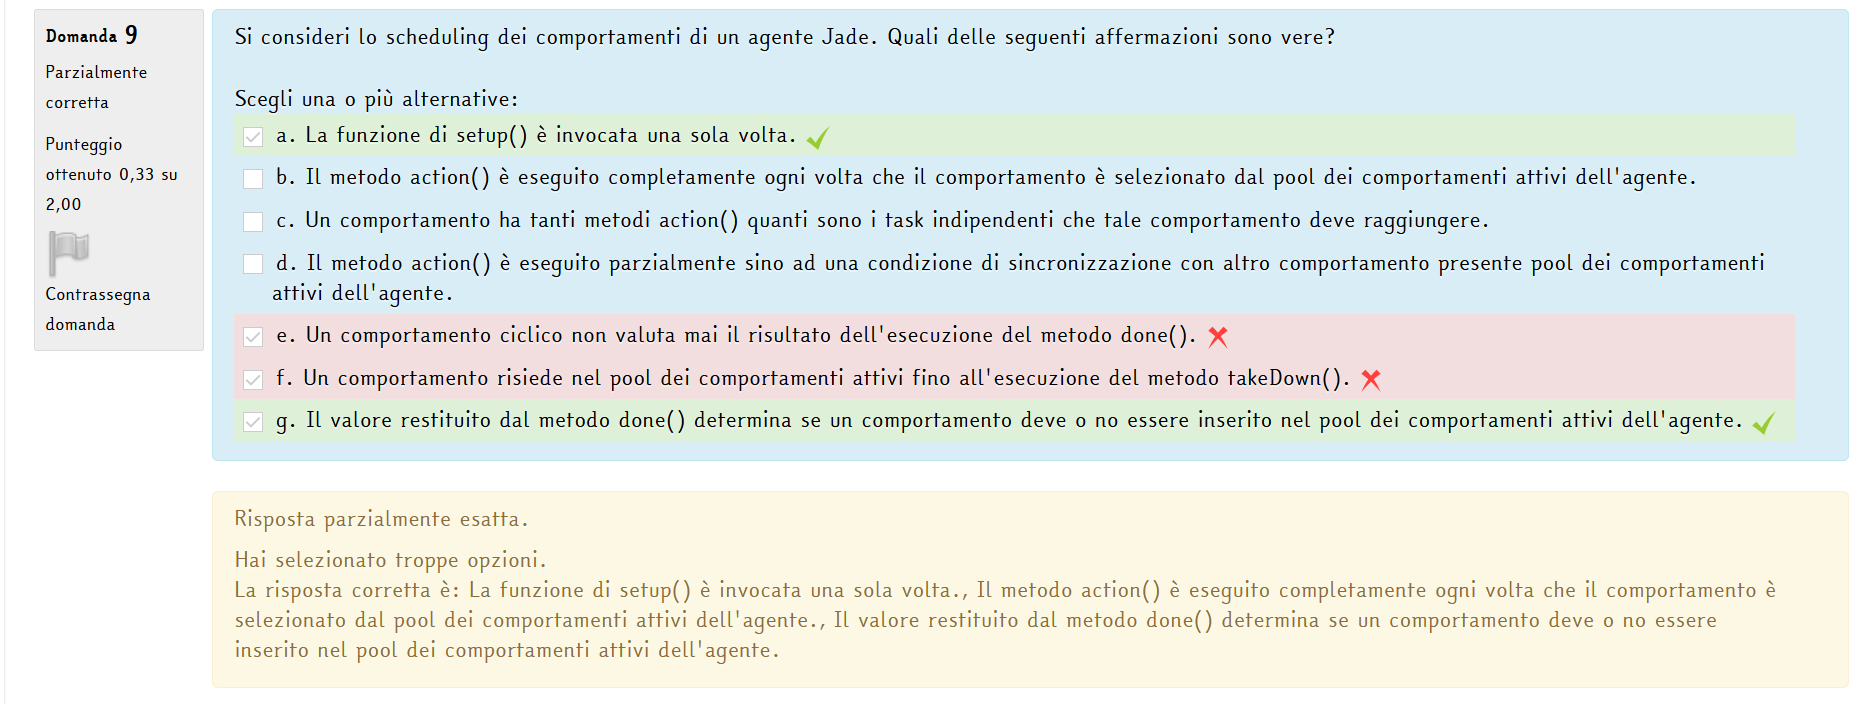 Domanda 9
Parzialmente
corretta
Punteggio
ottenuto 0,33 su
2,00
Contrassegna
domanda
Si consideri lo scheduling dei comportamenti di un agente Jade. Quali delle seguenti affermazioni sono vere?
Scegli una o più alternative:
a. La funzione di setup() è invocata una sola volta.
b. Il metodo action() è eseguito completamente ogni volta che il comportamento è selezionato dal pool dei comportamenti attivi dell'agente.
c. Un comportamento ha tanti metodi action() quanti sono i task indipendenti che tale comportamento deve raggiungere.
d. Il metodo action() è eseguito parzialmente sino ad una condizione di sincronizzazione con altro comportamento presente pool dei comportamenti
attivi dell'agente.
e. Un comportamento ciclico non valuta mai il risultato dell'esecuzione del metodo done().
f. Un comportamento risiede nel pool dei comportamenti attivi fino all'esecuzione del metodo takeDown().
g. Il valore restituito dal metodo done() determina se un comportamento deve o no essere inserito nel pool dei comportamenti attivi dell'agente.
Risposta parzialmente esatta.
Hai selezionato troppe opzioni.
La risposta corretta è: La funzione di setup() è invocata una sola volta., Il metodo action() è eseguito completamente ogni volta che il comportamento è
selezionato dal pool dei comportamenti attivi dell'agente., Il valore restituito dal metodo done() determina se un comportamento deve o no essere
inserito nel pool dei comportamenti attivi dell'agente.